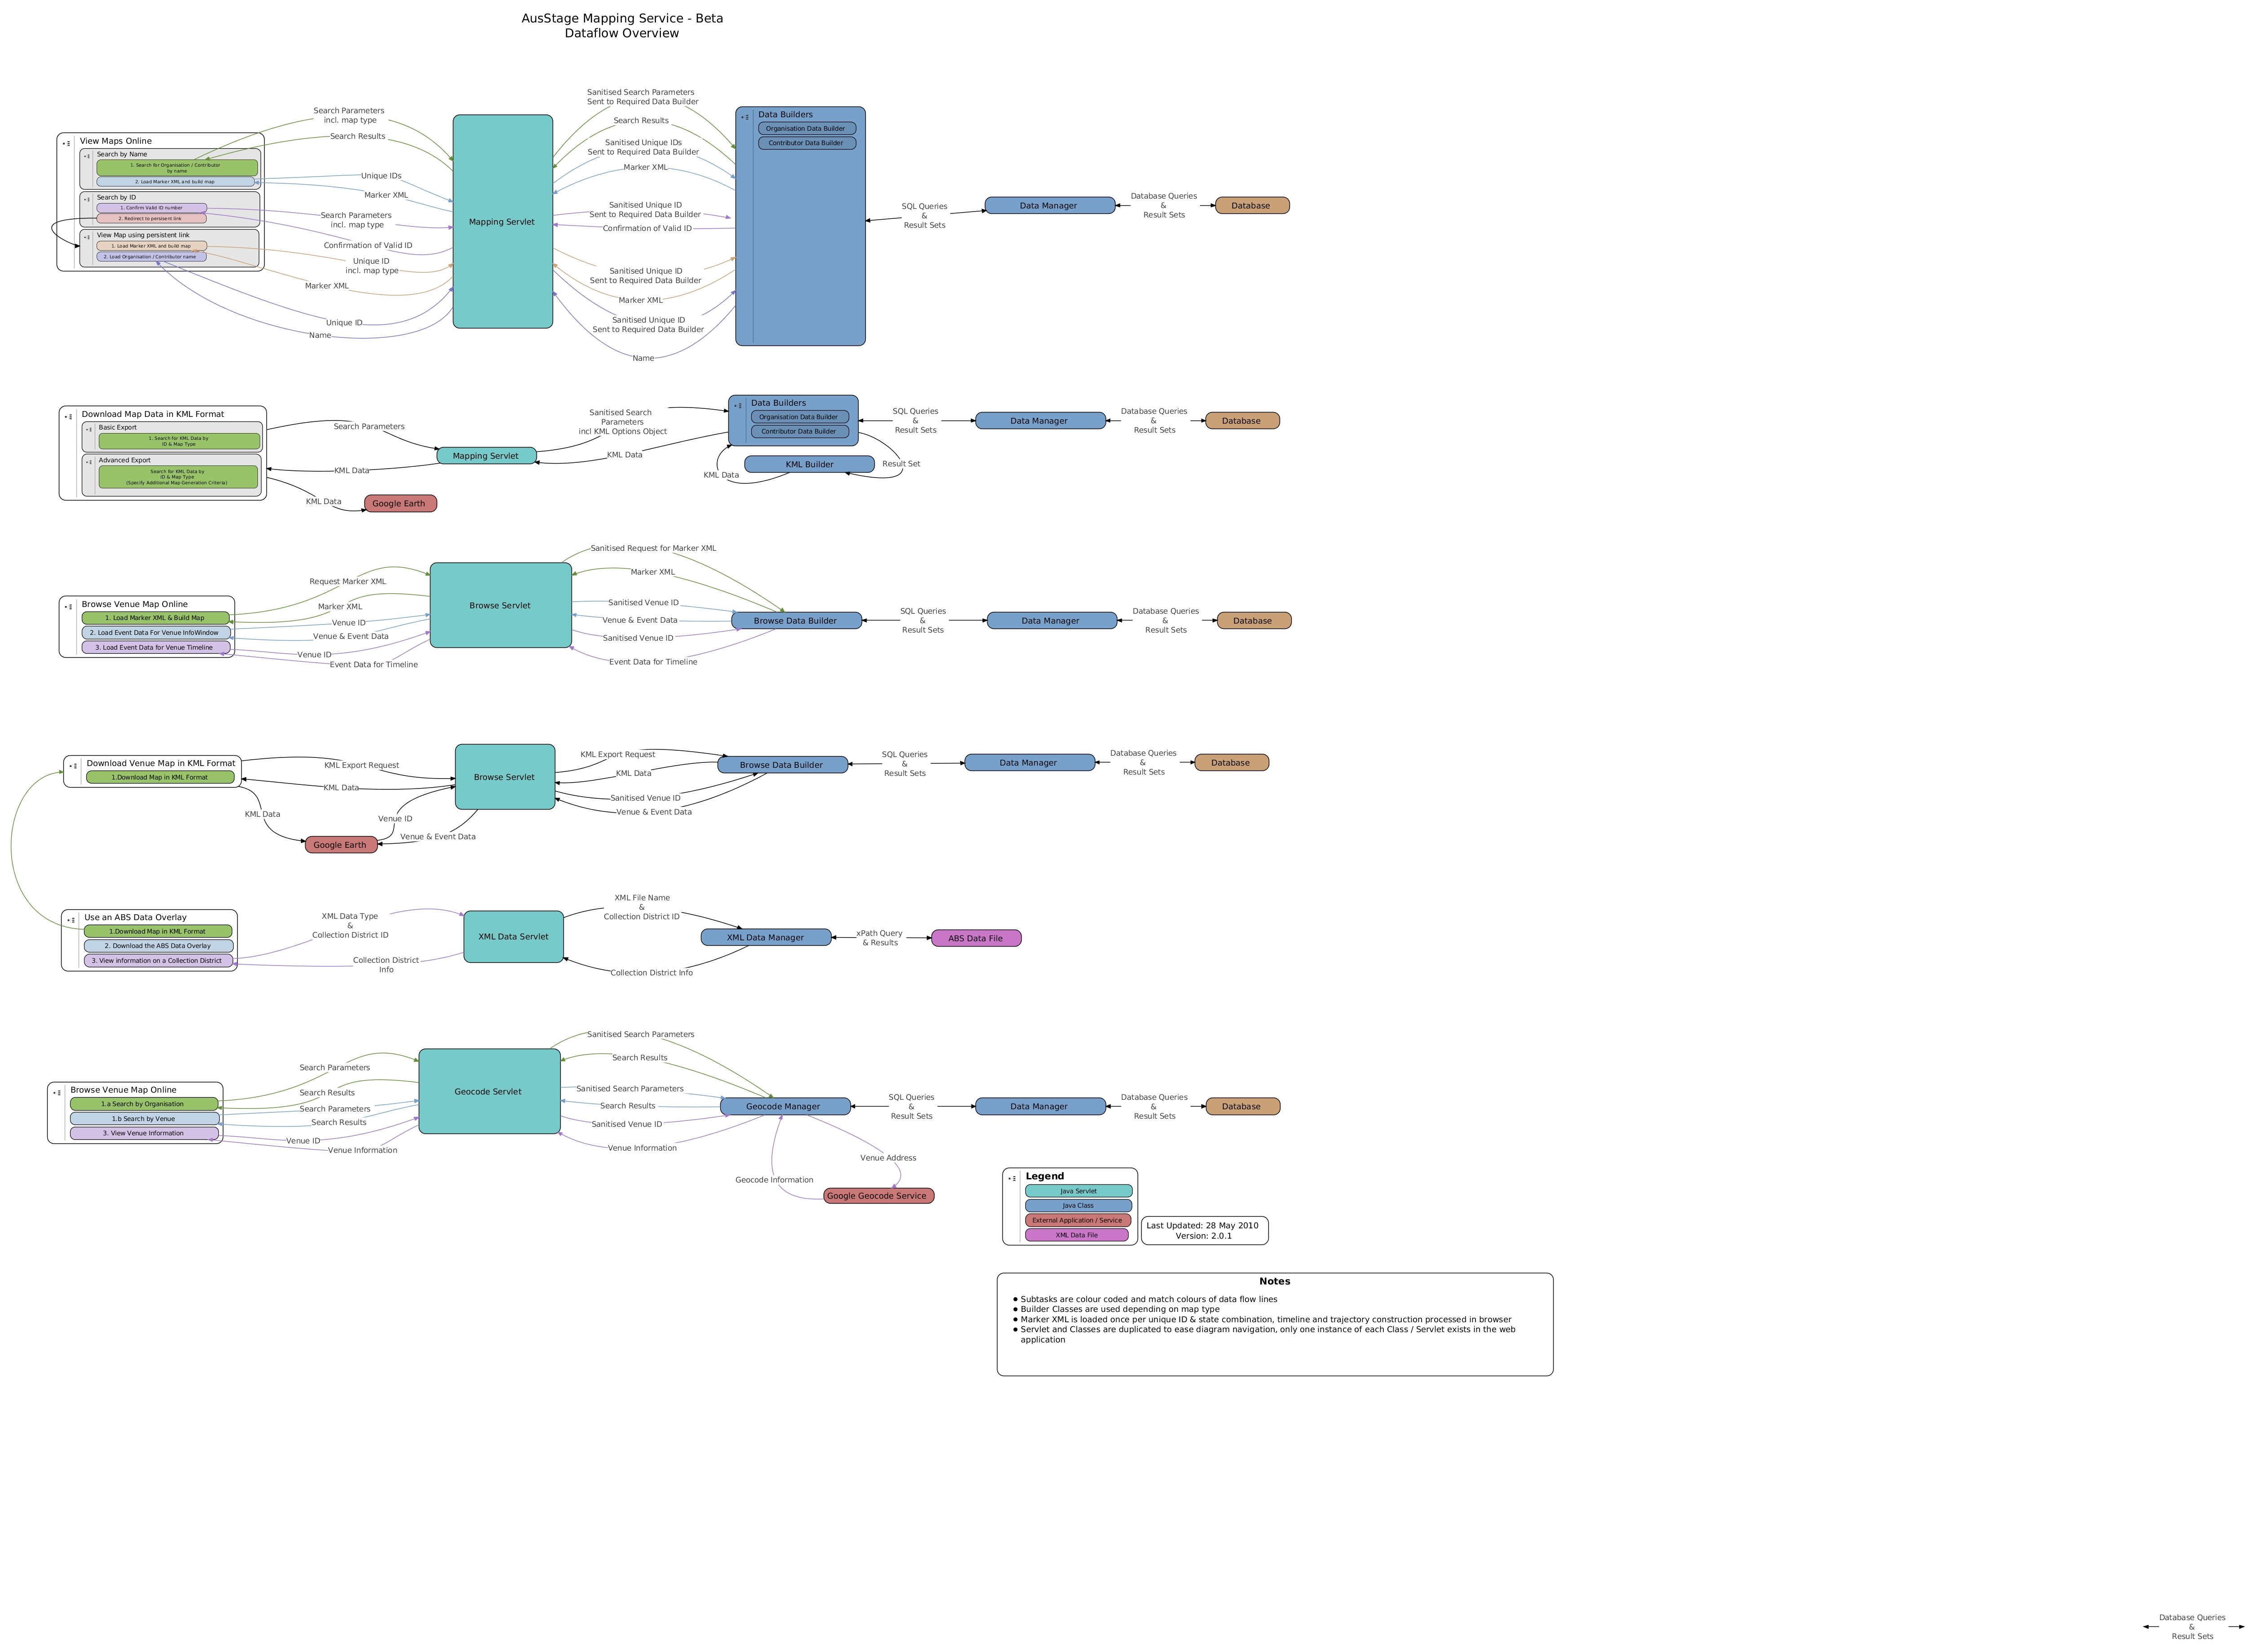 AusStage Mapping Service - Beta
Dataflow Overview
View Maps Online
Search by Name
1. Search for Organisation / Contributor
by name
2. Load Marker XML and build map
Search by ID
1. Confirm Valid ID number
2. Redirect to persisent link
View Map using persistent link
1. Load Marker XML and build map
2. Load Organisation / Contributor name
Search Parameters
incl. map type
Search Results
Unique IDs
Marker XML
Search Parameters
incl. map type
Confirmation of Valid ID
Unique ID
incl. map type
Marker XML
Unique ID
Name
Mapping Servlet
Sanitised Search Parameters
Sent to Required Data Builder
Search Results
Sanitised Unique IDs
Sent to Required Data Builder
Marker XML
Sanitised Unique ID
Sent to Required Data Builder
Confirmation of Valid ID
Sanitised Unique ID
Sent to Required Data Builder
Marker XML
Sanitised Unique ID
Sent to Required Data Builder
Name
Data Builders
Organisation Data Builder
Contributor Data Builder
SQL Queries
&
Result Sets
Data Manager
Database Queries
&
Result Sets
Database
Download Map Data in KML Format
Basic Export
1. Search for KML Data by
ID & Map Type
Advanced Export
Search for KML Data by
ID & Map Type
(Specify Additional Map Generation Criteria)
Search Parameters
KML Data
KML Data
Google Earth
Mapping Servlet
Sanitised Search
Parameters
incl KML Options Object
KML Data
Data Builders
Organisation Data Builder
Contributor Data Builder
KML Builder
KML Data
Result Set
SQL Queries
&
Result Sets
Data Manager
Database Queries
&
Result Sets
Database
Browse Venue Map Online
1. Load Marker XML & Build Map
2. Load Event Data For Venue InfoWindow
3. Load Event Data for Venue Timeline
Request Marker XML
Marker XML
Venue ID
Venue & Event Data
Venue ID
Event Data for Timeline
Browse Servlet
Sanitised Request for Marker XML
Marker XML
Sanitised Venue ID
Venue & Event Data
Sanitised Venue ID
Event Data for Timeline
Browse Data Builder
SQL Queries
&
Result Sets
Data Manager
Database Queries
&
Result Sets
Database
Download Venue Map in KML Format
1.Download Map in KML Format
KML Export Request
KML Data
KML Data
Venue ID
Venue & Event Data
Google Earth
Browse Servlet
KML Export Request
KML Data
Sanitised Venue ID
Venue & Event Data
Browse Data Builder
SQL Queries
&
Result Sets
Data Manager
Database Queries
&
Result Sets
Database
Use an ABS Data Overlay
1.Download Map in KML Format
2. Download the ABS Data Overlay
3. View information on a Collection District
XML Data Type
&
Collection District ID
Collection District
Info
XML Data Servlet
XML File Name
&
Collection District ID
Collection District Info
XML Data Manager
xPath Query
& Results
ABS Data File
Browse Venue Map Online
1.a Search by Organisation
1.b Search by Venue
3. View Venue Information
Search Parameters
Search Results
Search Parameters
Search Results
Venue ID
Venue Information
Geocode Servlet
Sanitised Search Parameters
Search Results
Sanitised Search Parameters
Search Results
Sanitised Venue ID
Venue Information
Geocode Manager
Geocode Information
Venue Address
Google Geocode Service
SQL Queries
&
Result Sets
Data Manager
Database Queries
&
Result Sets
Database
Legend
Java Servlet
Java Class
External Application / Service
XML Data File
Last Updated: 28 May 2010
Version: 2.0.1
Notes
● Subtasks are colour coded and match colours of data flow lines
● Builder Classes are used depending on map type
● Marker XML is loaded once per unique ID & state combination, timeline and trajectory construction processed in browser
● Servlet and Classes are duplicated to ease diagram navigation, only one instance of each Class / Servlet exists in the web
application
Database Queries
&
Result Sets